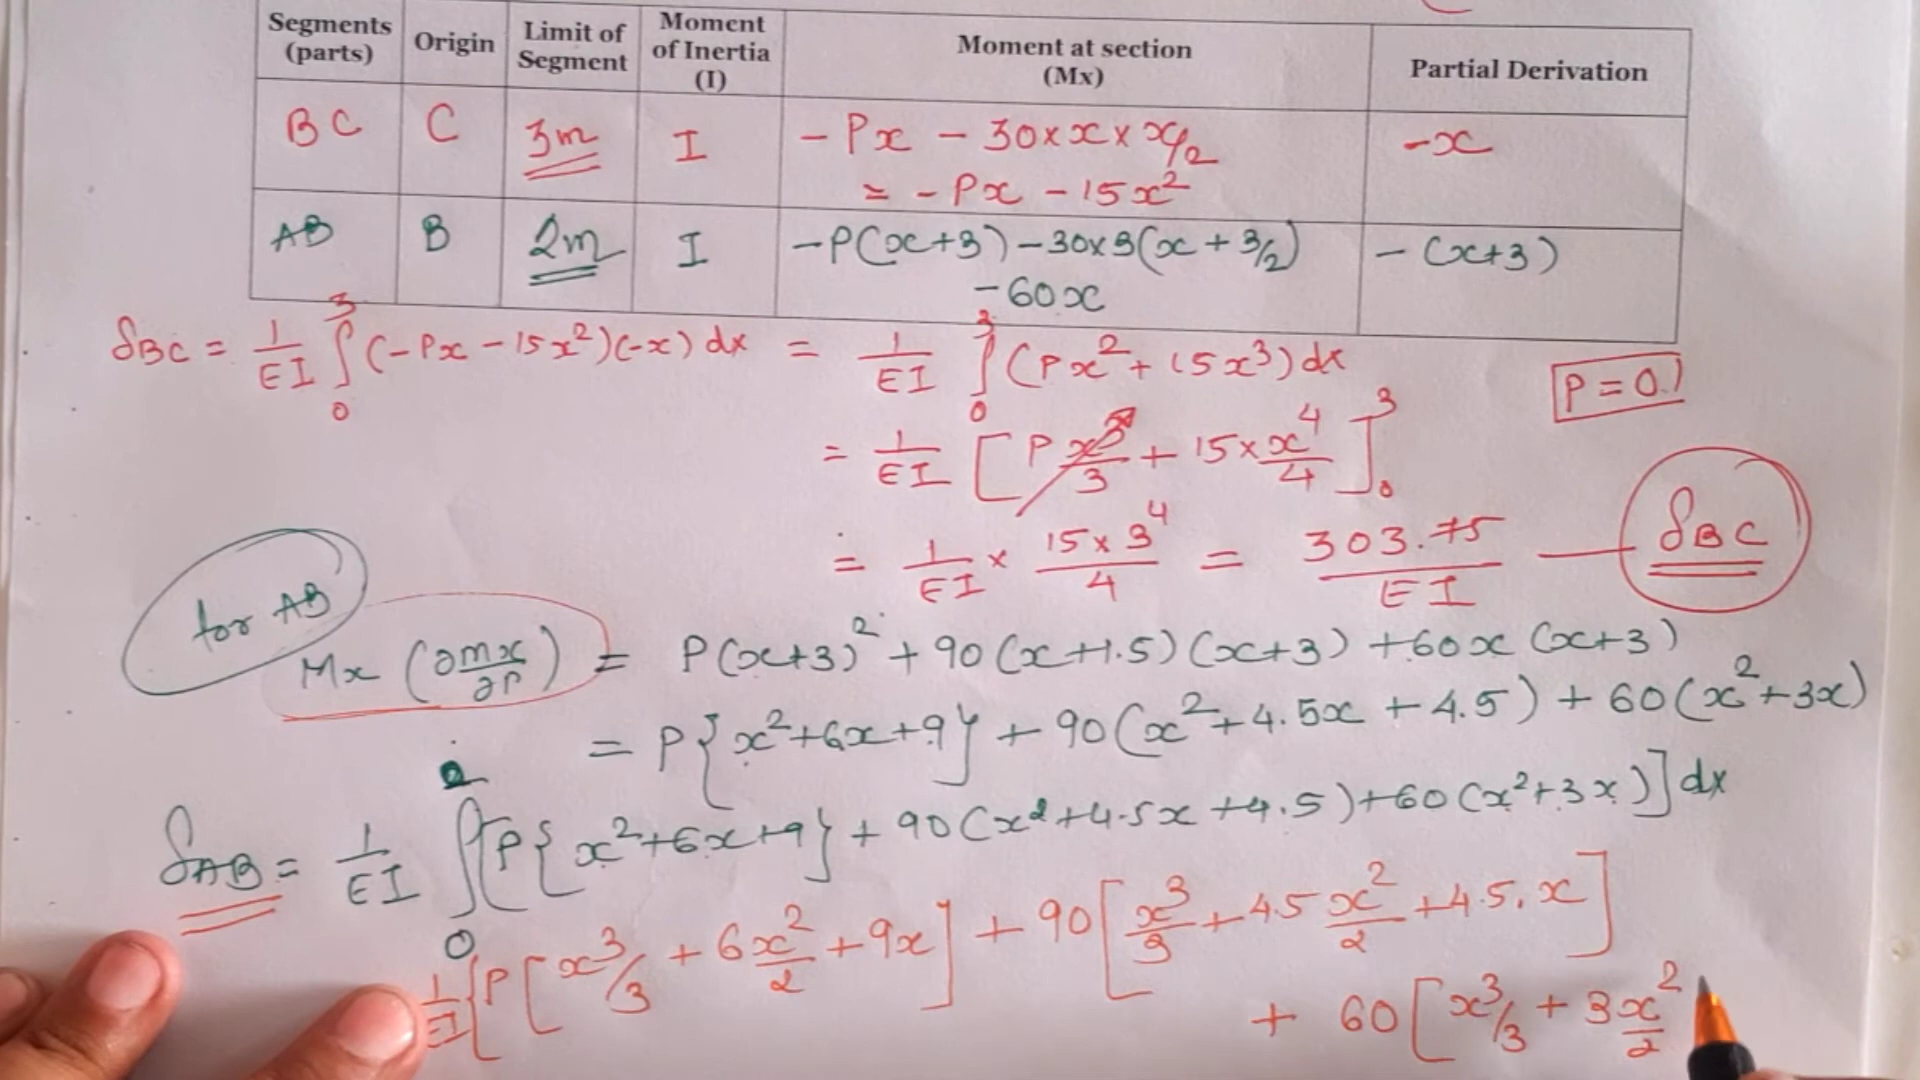 Segments (parts) Origin Limit of Segment Moment of Inertia (I) Moment at section (Mx) Partial Derivation
BC C 3m I -Px - 30×x×x/2 -x
= -Px - 15x²
AB B 2m I -P(x+3) - 30×3(x + 3/2) -(x+3)
-60x
δBC = 1/EI ∫₀³ (-Px - 15x²)(-x) dx = 1/EI ∫₀³ (Px² + 15x³) dx
P = 0
= 1/EI [P x³/3 + 15 × x⁴/4]₀³
= 1/EI × 15×3⁴/4 = 303.75/EI — δBC
for AB
Mx (∂mx/∂P) = P(x+3)² + 90(x+1.5)(x+3) + 60x(x+3)
= P{x²+6x+9} + 90(x²+4.5x+4.5) + 60(x²+3x)
δAB = 1/EI ∫₀² [P{x²+6x+9} + 90(x²+4.5x+4.5) + 60(x²+3x)] dx
1/EI {P[x³/3 + 6x²/2 + 9x] + 90[x³/3 + 4.5 x²/2 + 4.5.x]
+ 60[x³/3 + 3x²/2